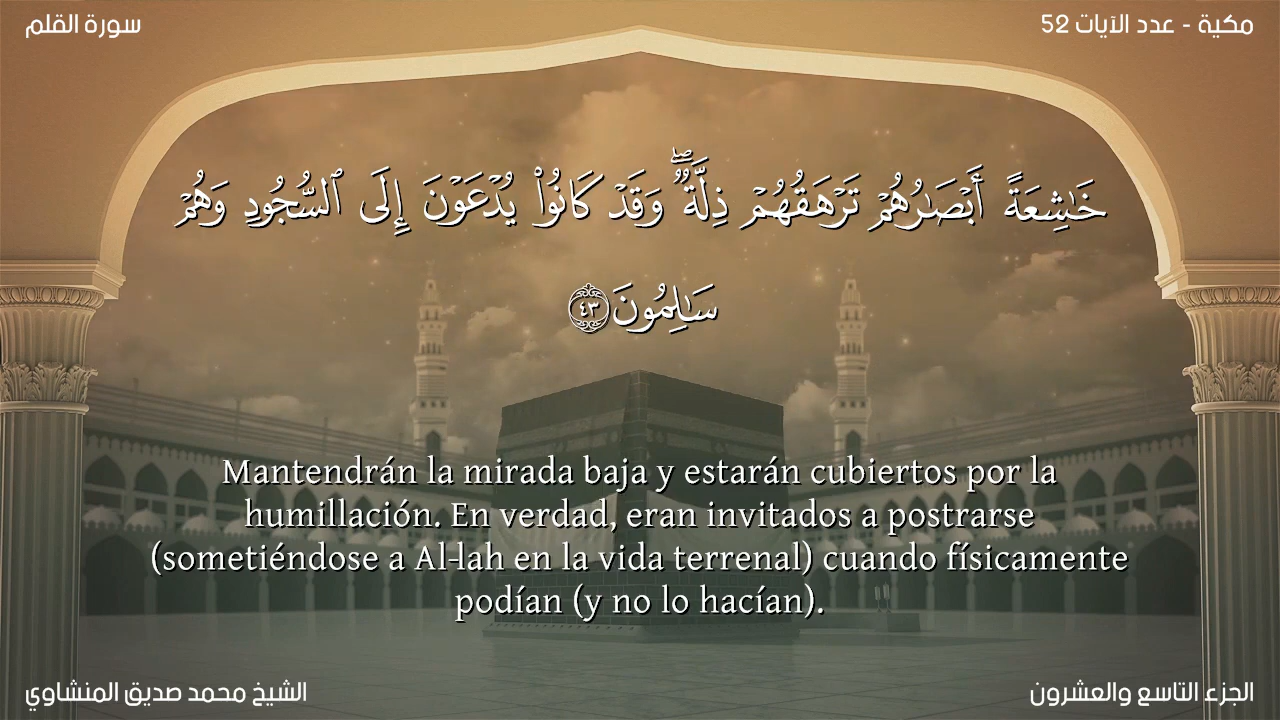 سورة القلم
مكية - عدد الآيات 52
خَٰشِعَةً أَبْصَٰرُهُمْ تَرْهَقُهُمْ ذِلَّةٌۖ وَقَدْ كَانُوا۟ يُدْعَوْنَ إِلَى ٱلسُّجُودِ وَهُمْ
سَٰلِمُونَ ٤٣
Mantendrán la mirada baja y estarán cubiertos por la
humillación. En verdad, eran invitados a postrarse
(sometiéndose a Al-lah en la vida terrenal) cuando físicamente
podían (y no lo hacían).
الشيخ محمد صديق المنشاوي
الجزء التاسع والعشرون